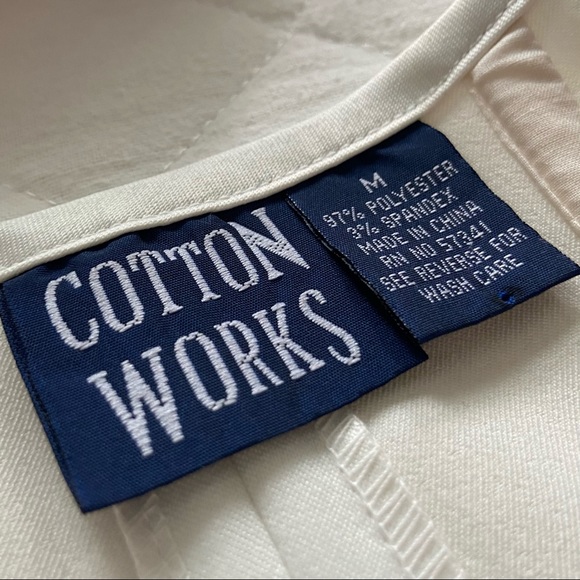 COTTON
WORKS
M
97% POLYESTER
3% SPANDEX
MADE IN CHINA
RN NO 57341
SEE REVERSE FOR
WASH CARE